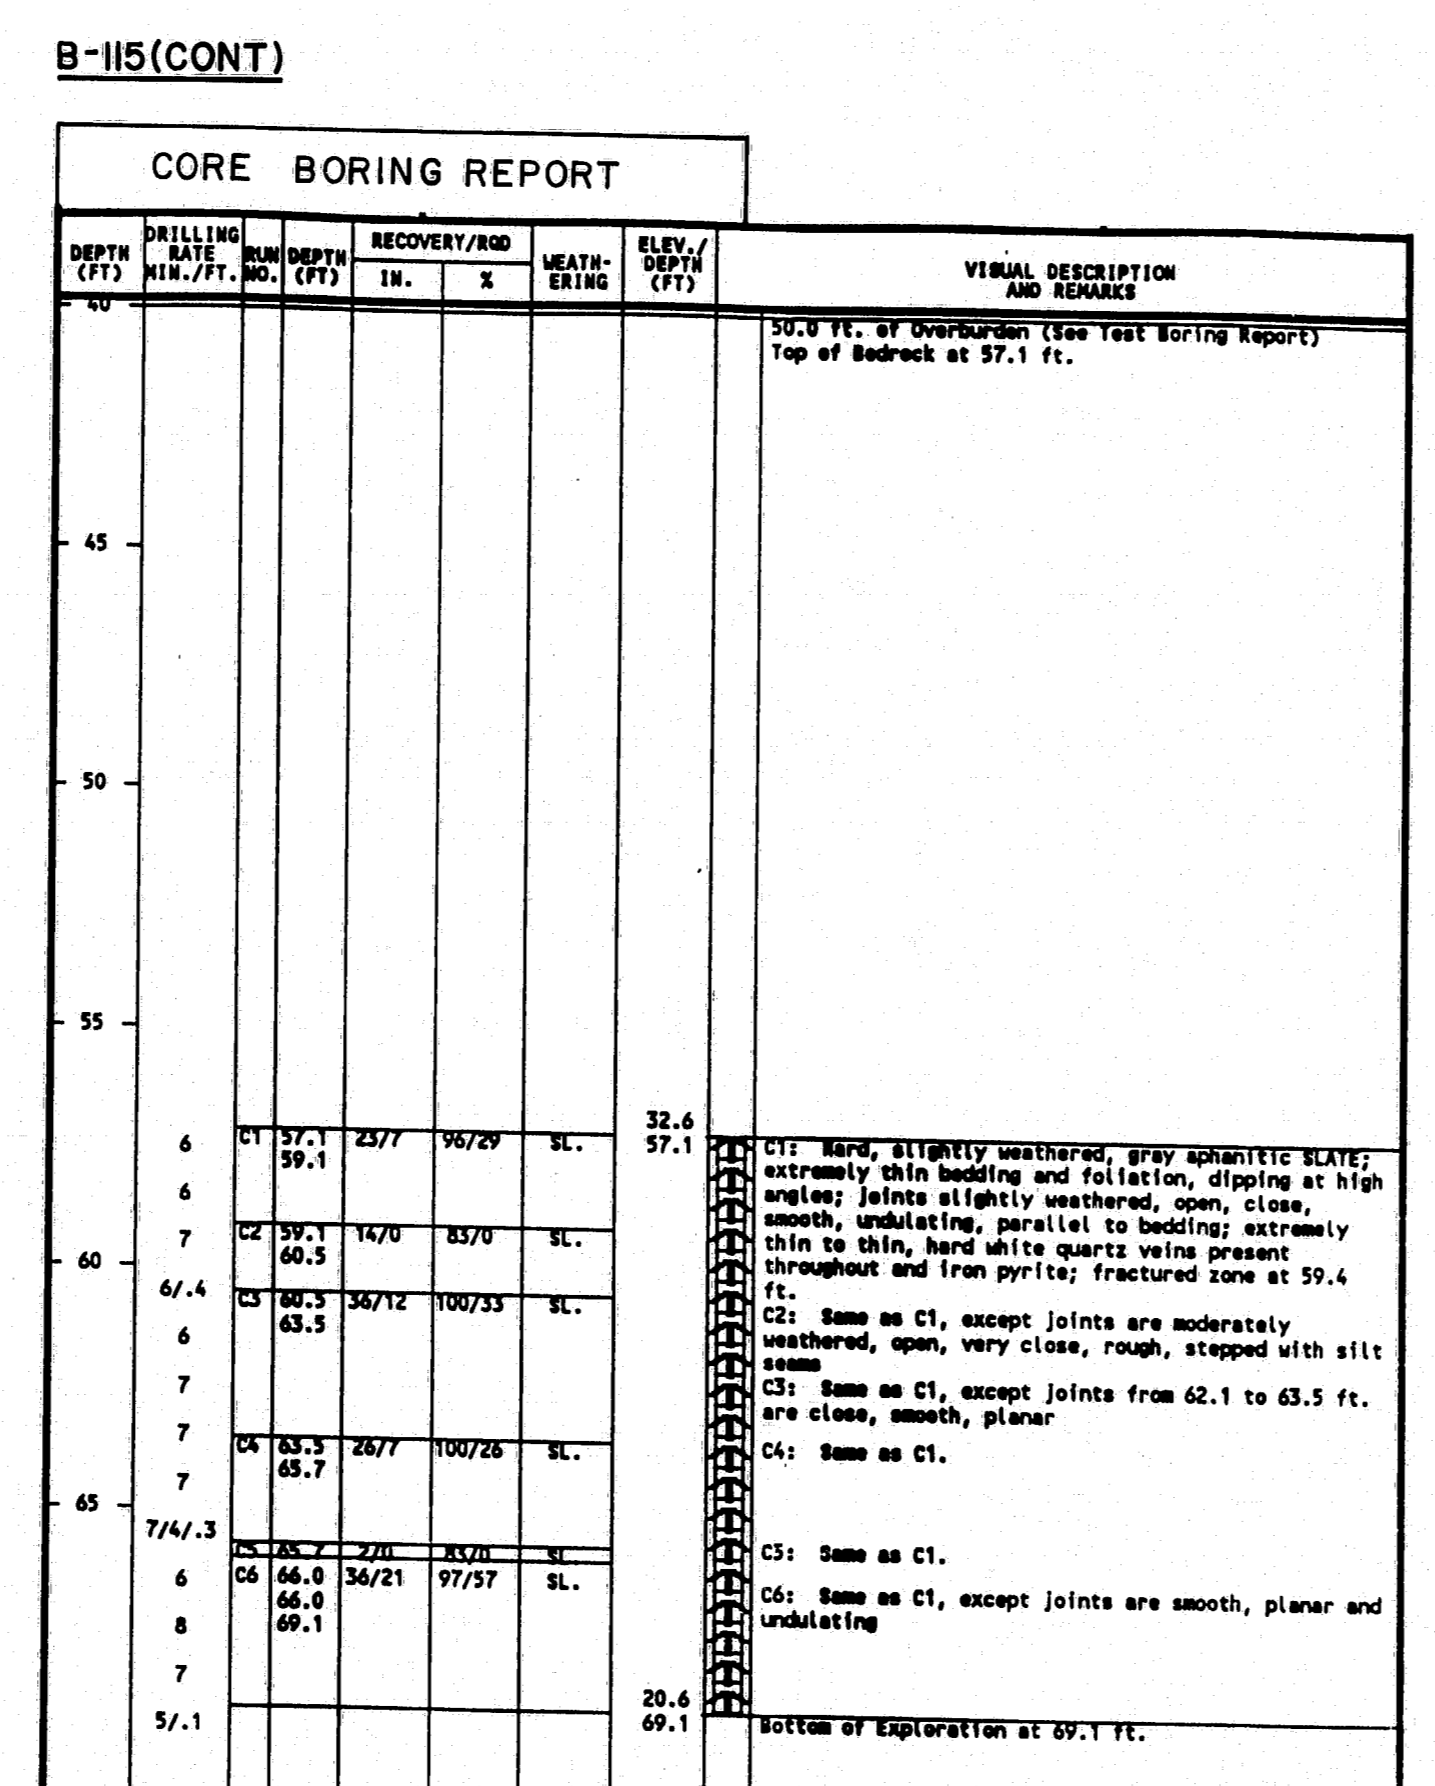 B-115(CONT)
CORE BORING REPORT
DEPTH (FT) DRILLING RATE MIN./FT. RUN NO. DEPTH (FT) RECOVERY/RQD IN. % WEATH-ERING ELEV./ DEPTH (FT) VISUAL DESCRIPTION AND REMARKS
40
50.0 ft. of Overburden (See Test Boring Report)
Top of Bedrock at 57.1 ft.
45
50
55
32.6
6 C1 57.1 23/7 96/29 SL. 57.1 C1: Hard, slightly weathered, gray aphanitic SLATE;
59.1 extremely thin bedding and foliation, dipping at high
6 angles; joints slightly weathered, open, close,
smooth, undulating, parallel to bedding; extremely
7 C2 59.1 14/0 83/0 SL. thin to thin, hard white quartz veins present
60 60.5 throughout and iron pyrite; fractured zone at 59.4
6/.4 ft.
C3 60.5 36/12 100/33 SL. C2: Same as C1, except joints are moderately
6 63.5 weathered, open, very close, rough, stepped with silt
seams
7 C3: Same as C1, except joints from 62.1 to 63.5 ft.
are close, smooth, planar
7 C4 63.5 26/7 100/26 SL. C4: Same as C1.
65.7
7
65
7/4/.3
C5 65.7 2/0 83/0 SL. C5: Same as C1.
66.0
6 C6 66.0 36/21 97/57 SL. C6: Same as C1, except joints are smooth, planar and
8 69.1 undulating
7
20.6
5/.1 69.1 Bottom of Exploration at 69.1 ft.